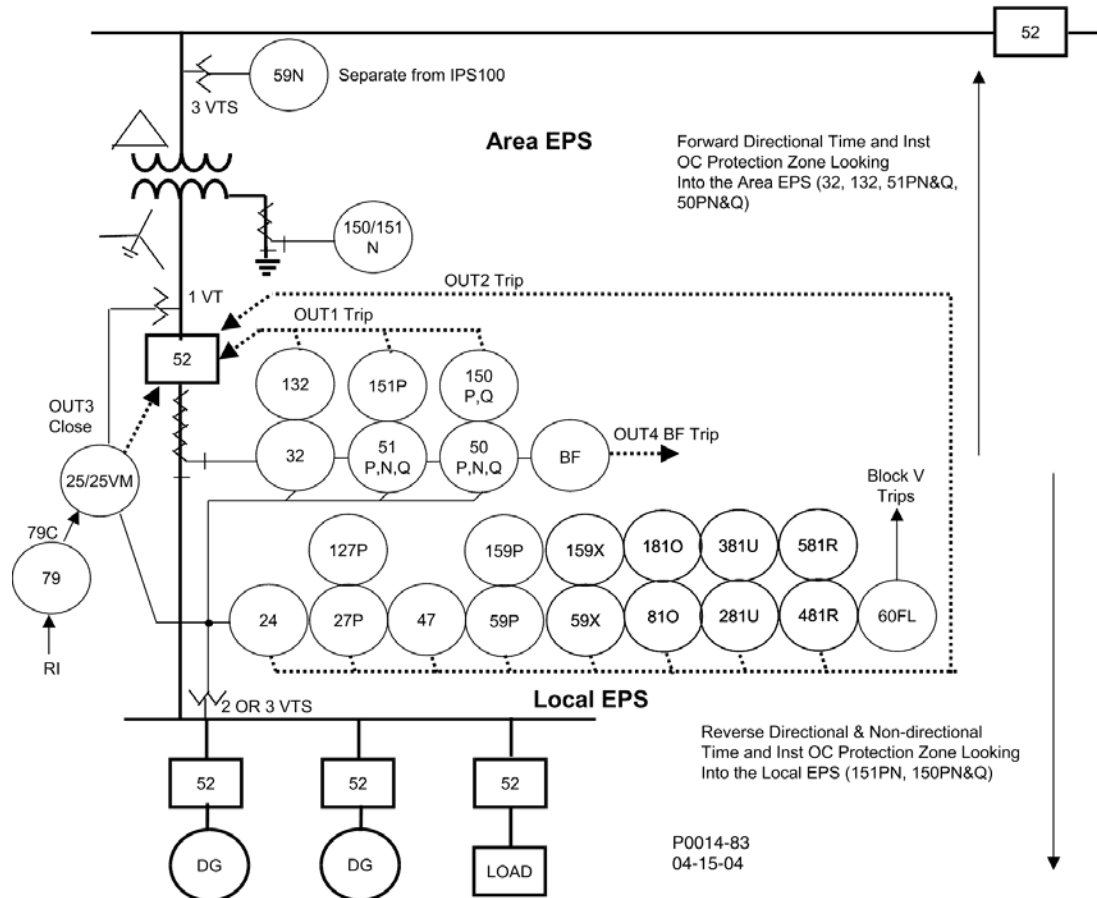 52
59N
Separate from IPS100
3 VTS
Area EPS
Forward Directional Time and Inst
OC Protection Zone Looking
Into the Area EPS (32, 132, 51PN&Q,
50PN&Q)
150/151
N
OUT2 Trip
1 VT
OUT1 Trip
52
132
151P
150
P,Q
OUT3
Close
32
51
P,N,Q
50
P,N,Q
BF
OUT4 BF Trip
25/25VM
Block V
Trips
79C
79
RI
127P
159P
159X
181O
381U
581R
24
27P
47
59P
59X
81O
281U
481R
60FL
2 OR 3 VTS
Local EPS
Reverse Directional & Non-directional
Time and Inst OC Protection Zone Looking
Into the Local EPS (151PN, 150PN&Q)
52
52
52
DG
DG
LOAD
P0014-83
04-15-04